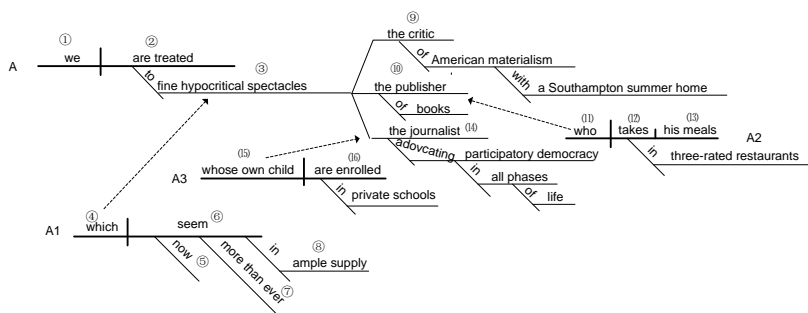 ⑨
the critic
① ②
A we are treated
of American materialism
to
③
fine hypocritical spectacles
⑩
the publisher
with a Southampton summer home
of books
⑾ ⑿ ⒀
who takes his meals A2
the journalist ⒁
adovcating participatory democracy
in three-rated restaurants
⒂ ⒃
A3 whose own child are enrolled
in all phases
in private schools
of life
④ ⑥
A1 which seem
now ⑤
more than ever ⑦
in
⑧
ample supply